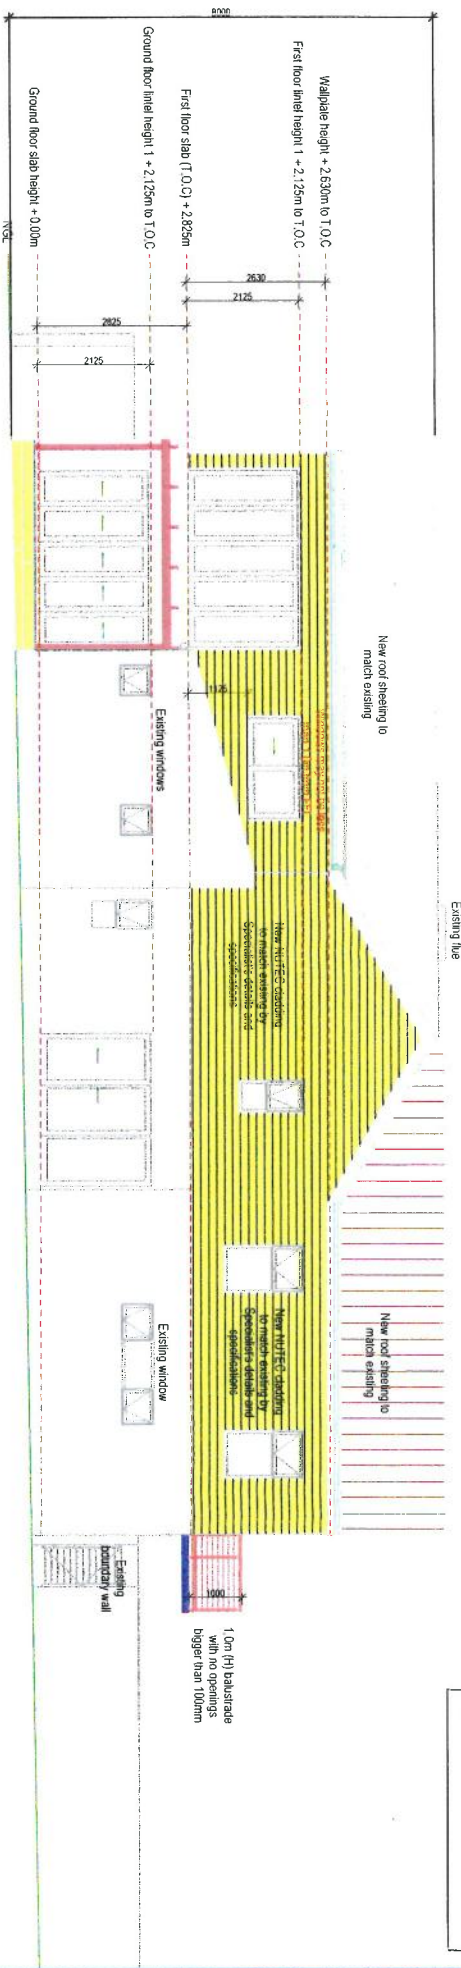 8000
Wallplate height + 2,630m to T.O.C
First floor lintel height 1 + 2,125m to T.O.C
First floor slab (T.O.C) + 2,825m
Ground floor lintel height 1 + 2,125m to T.O.C
Ground floor slab height + 0.00m
NGL
2630
2125
2825
2125
New roof sheeting to
match existing
1125
Existing windows
Existing flue
New NUTEC cladding
to match existing by
Specialist's details and
specifications
New roof sheeting to
match existing
New NUTEC cladding
to match existing by
Specialist's details and
specifications
Existing window
Existing
boundary wall
1000
1,0m (H) balustrade
with no openings
bigger than 100mm